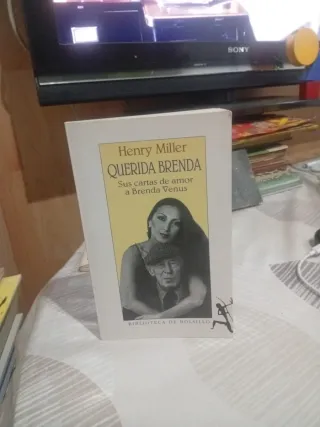 SONY
Henry Miller
QUERIDA BRENDA
Sus cartas de amor
a Brenda Venus
BIBLIOTECA DE BOLSILLO